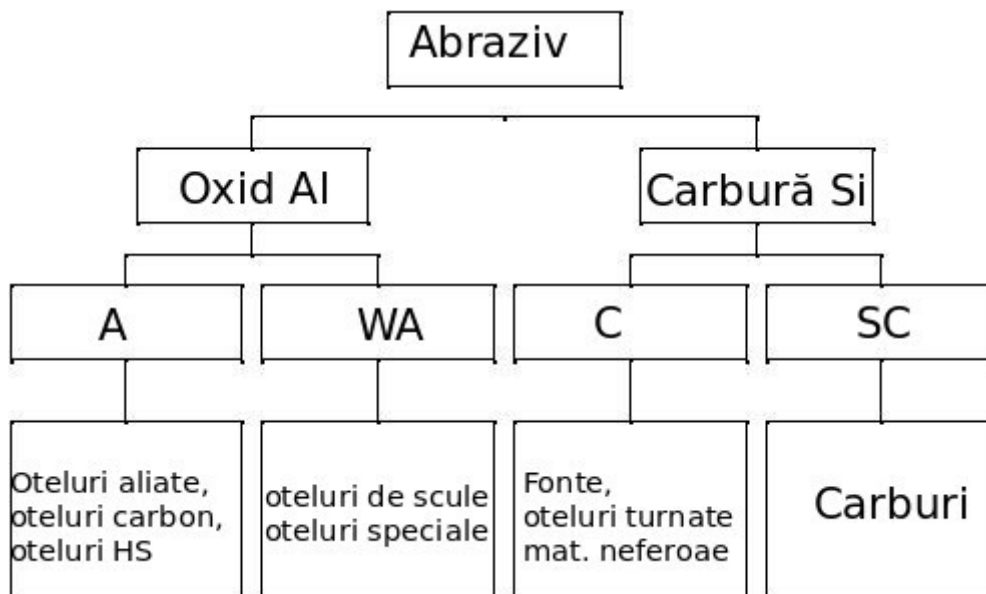 Abraziv
Oxid Al
Carbură Si
A
WA
C
SC
Oteluri aliate,
oteluri carbon,
oteluri HS
oteluri de scule
oteluri speciale
Fonte,
oteluri turnate
mat. neferoae
Carburi